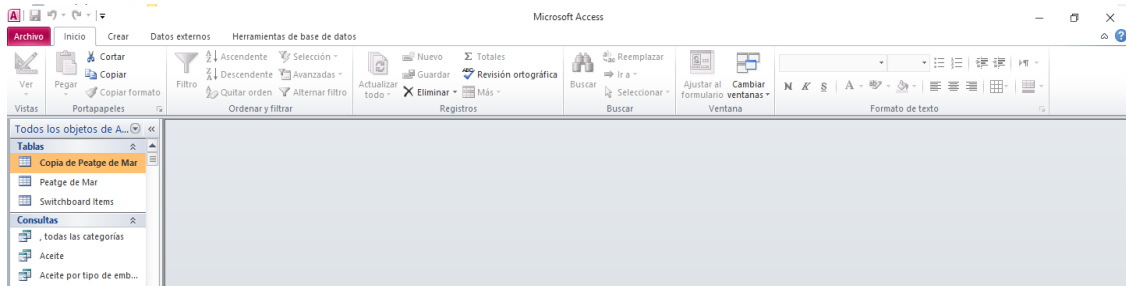 A
Microsoft Access
Archivo Inicio Crear Datos externos Herramientas de base de datos
Ver
Vistas
Pegar
Cortar
Copiar
Copiar formato
Portapapeles
Filtro
Ascendente
Descendente
Quitar orden
Selección
Avanzadas
Alternar filtro
Ordenar y filtrar
Actualizar todo
Nuevo
Guardar
Eliminar
Totales
Revisión ortográfica
Más
Registros
Buscar
Reemplazar
Ir a
Seleccionar
Buscar
Ajustar al formulario
Cambiar ventanas
Ventana
N K S A
Formato de texto
Todos los objetos de A...
Tablas
Copia de Peatge de Mar
Peatge de Mar
Switchboard Items
Consultas
, todas las categorías
Aceite
Aceite por tipo de emb...